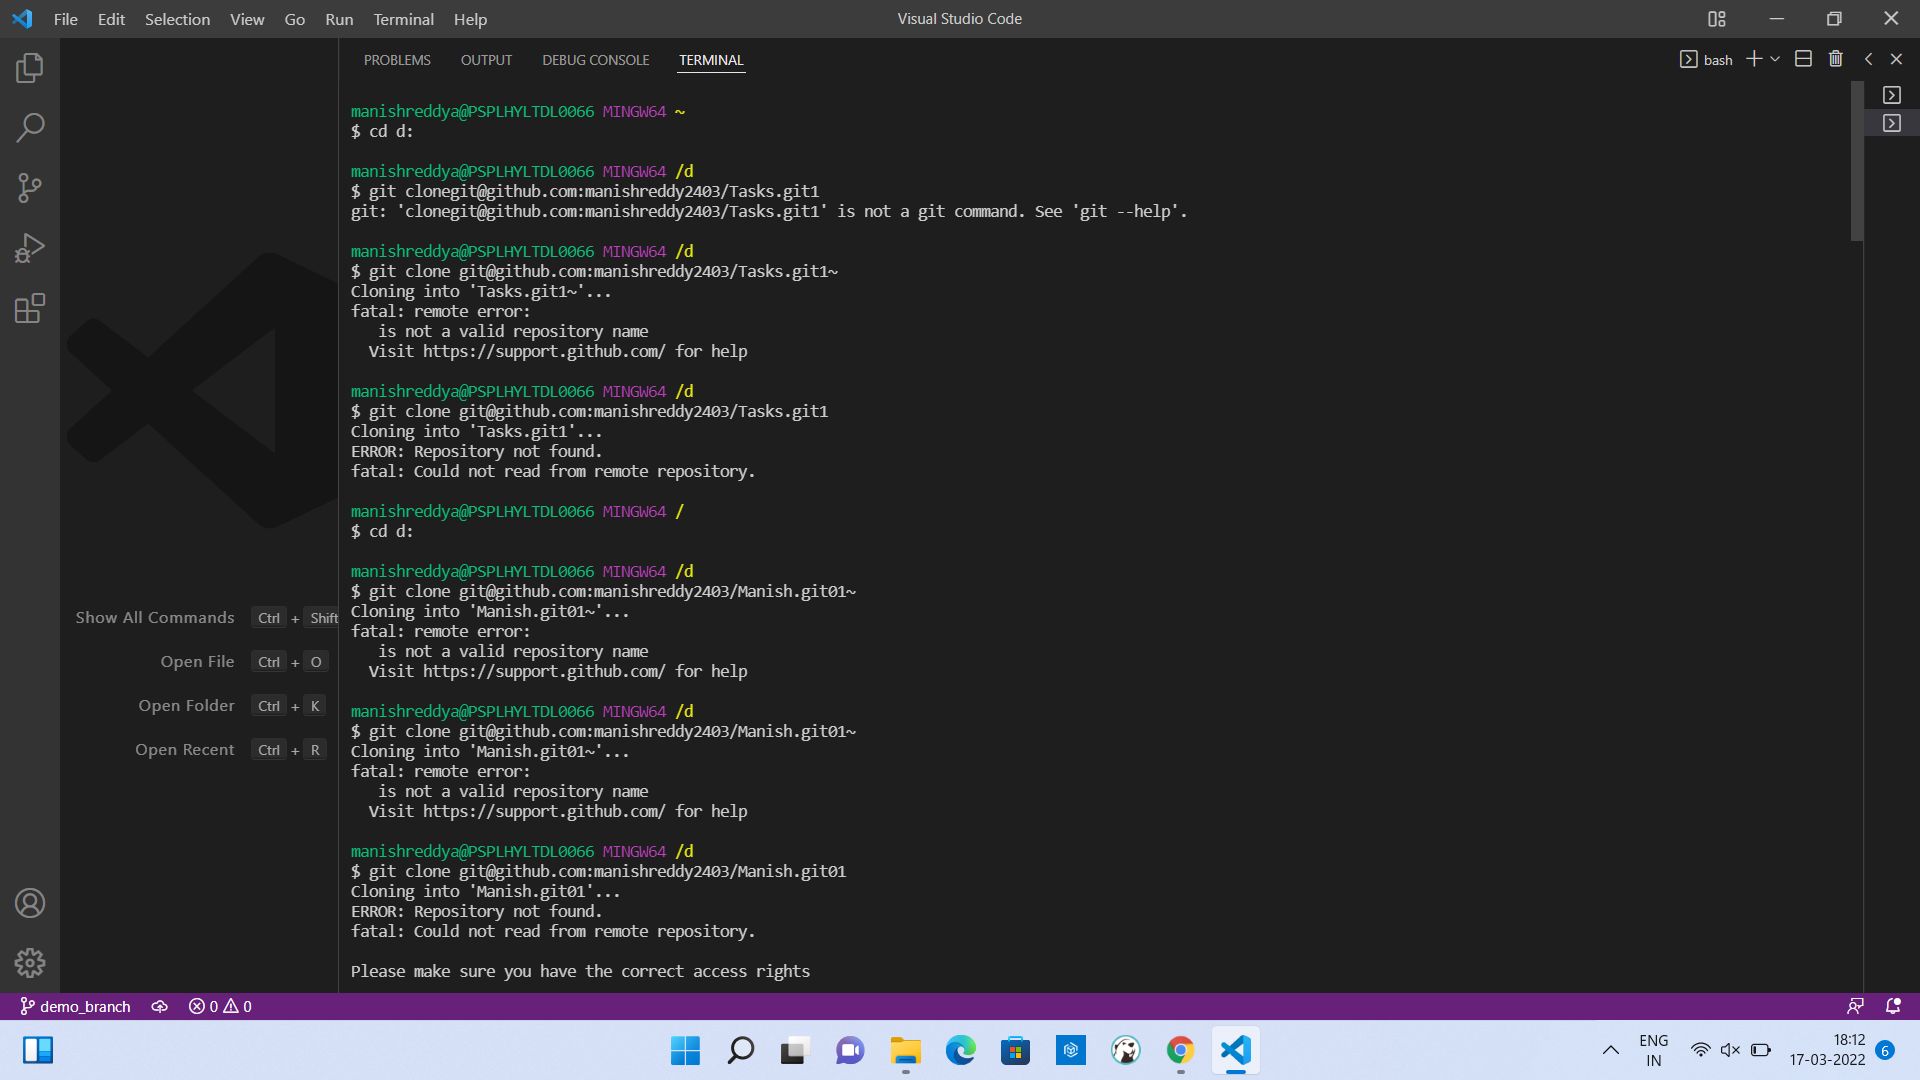 File Edit Selection View Go Run Terminal Help
Visual Studio Code
PROBLEMS OUTPUT DEBUG CONSOLE TERMINAL
bash
manishreddya@PSPLHYLTDL0066 MINGW64 ~
$ cd d:
manishreddya@PSPLHYLTDL0066 MINGW64 /d
$ git clonegit@github.com:manishreddy2403/Tasks.git1
git: 'clonegit@github.com:manishreddy2403/Tasks.git1' is not a git command. See 'git --help'.
manishreddya@PSPLHYLTDL0066 MINGW64 /d
$ git clone git@github.com:manishreddy2403/Tasks.git1~
Cloning into 'Tasks.git1~'...
fatal: remote error:
is not a valid repository name
Visit https://support.github.com/ for help
manishreddya@PSPLHYLTDL0066 MINGW64 /d
$ git clone git@github.com:manishreddy2403/Tasks.git1
Cloning into 'Tasks.git1'...
ERROR: Repository not found.
fatal: Could not read from remote repository.
manishreddya@PSPLHYLTDL0066 MINGW64 /
$ cd d:
manishreddya@PSPLHYLTDL0066 MINGW64 /d
$ git clone git@github.com:manishreddy2403/Manish.git01~
Cloning into 'Manish.git01~'...
fatal: remote error:
is not a valid repository name
Visit https://support.github.com/ for help
manishreddya@PSPLHYLTDL0066 MINGW64 /d
$ git clone git@github.com:manishreddy2403/Manish.git01~
Cloning into 'Manish.git01~'...
fatal: remote error:
is not a valid repository name
Visit https://support.github.com/ for help
manishreddya@PSPLHYLTDL0066 MINGW64 /d
$ git clone git@github.com:manishreddy2403/Manish.git01
Cloning into 'Manish.git01'...
ERROR: Repository not found.
fatal: Could not read from remote repository.
Please make sure you have the correct access rights
Show All Commands Ctrl + Shift
Open File Ctrl + O
Open Folder Ctrl + K
Open Recent Ctrl + R
demo_branch 0 0
ENG
IN
18:12
17-03-2022
6